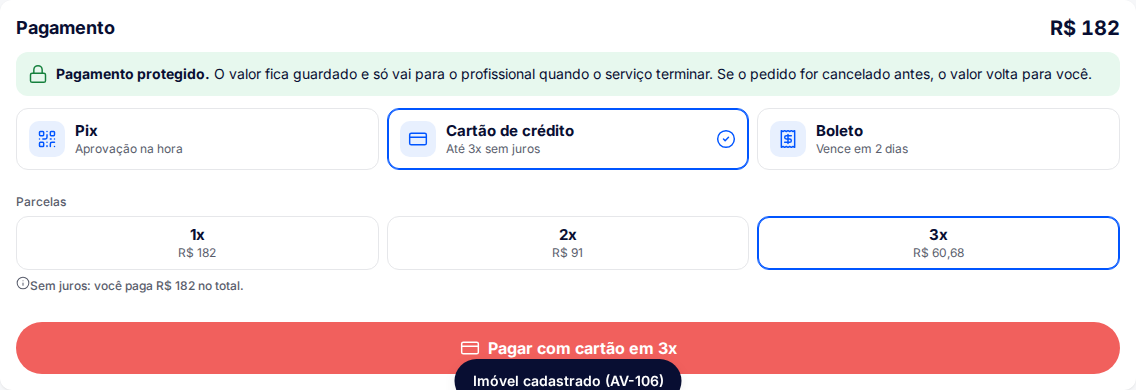 Pagamento
R$ 182
Pagamento protegido. O valor fica guardado e só vai para o profissional quando o serviço terminar. Se o pedido for cancelado antes, o valor volta para você.
Pix
Aprovação na hora
Cartão de crédito
Até 3x sem juros
Boleto
Vence em 2 dias
Parcelas
1x
R$ 182
2x
R$ 91
3x
R$ 60,68
Sem juros: você paga R$ 182 no total.
Pagar com cartão em 3x
Imóvel cadastrado (AV-106)